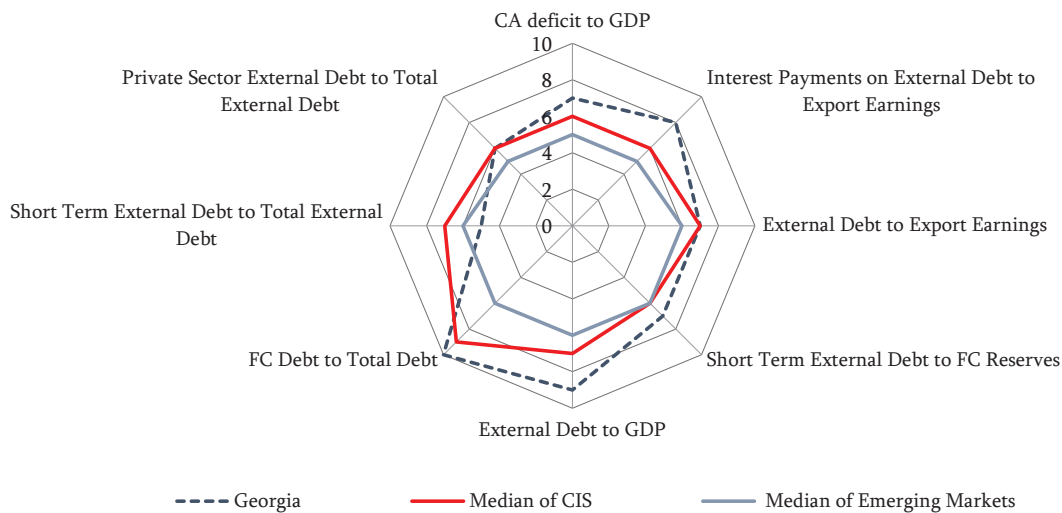 CA deficit to GDP
10
8
6
4
2
0
Interest Payments on External Debt to
Export Earnings
External Debt to Export Earnings
Short Term External Debt to FC Reserves
External Debt to GDP
FC Debt to Total Debt
Short Term External Debt to Total External
Debt
Private Sector External Debt to Total
External Debt
Georgia
Median of CIS
Median of Emerging Markets